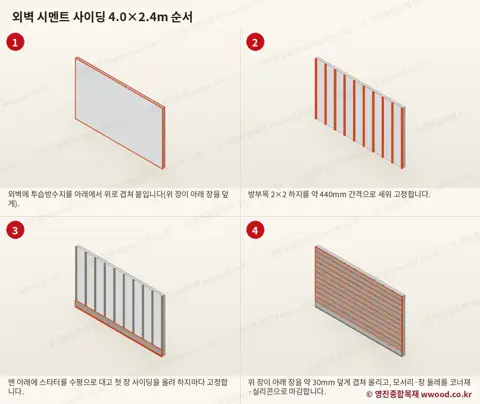 외벽 시멘트 사이딩 4.0×2.4m 순서
1
외벽에 투습방수지를 아래에서 위로 겹쳐 붙입니다(위 장이 아래 장을 덮
게).
2
방부목 2×2 하지를 약 440mm 간격으로 세워 고정합니다.
3
맨 아래에 스타터를 수평으로 대고 첫 장 사이딩을 올려 하지마다 고정합
니다.
4
위 장이 아래 장을 약 30mm 덮게 겹쳐 올리고, 모서리·창 둘레를 코너재
·실리콘으로 마감합니다.
© 영진종합목재 wwood.co.kr